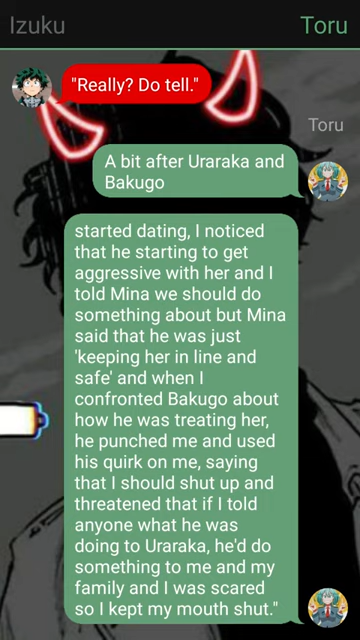 Izuku
Toru
"Really? Do tell."
Toru
A bit after Uraraka and
Bakugo
started dating, I noticed
that he starting to get
aggressive with her and I
told Mina we should do
something about but Mina
said that he was just
'keeping her in line and
safe' and when I
confronted Bakugo about
how he was treating her,
he punched me and used
his quirk on me, saying
that I should shut up and
threatened that if I told
anyone what he was
doing to Uraraka, he'd do
something to me and my
family and I was scared
so I kept my mouth shut."